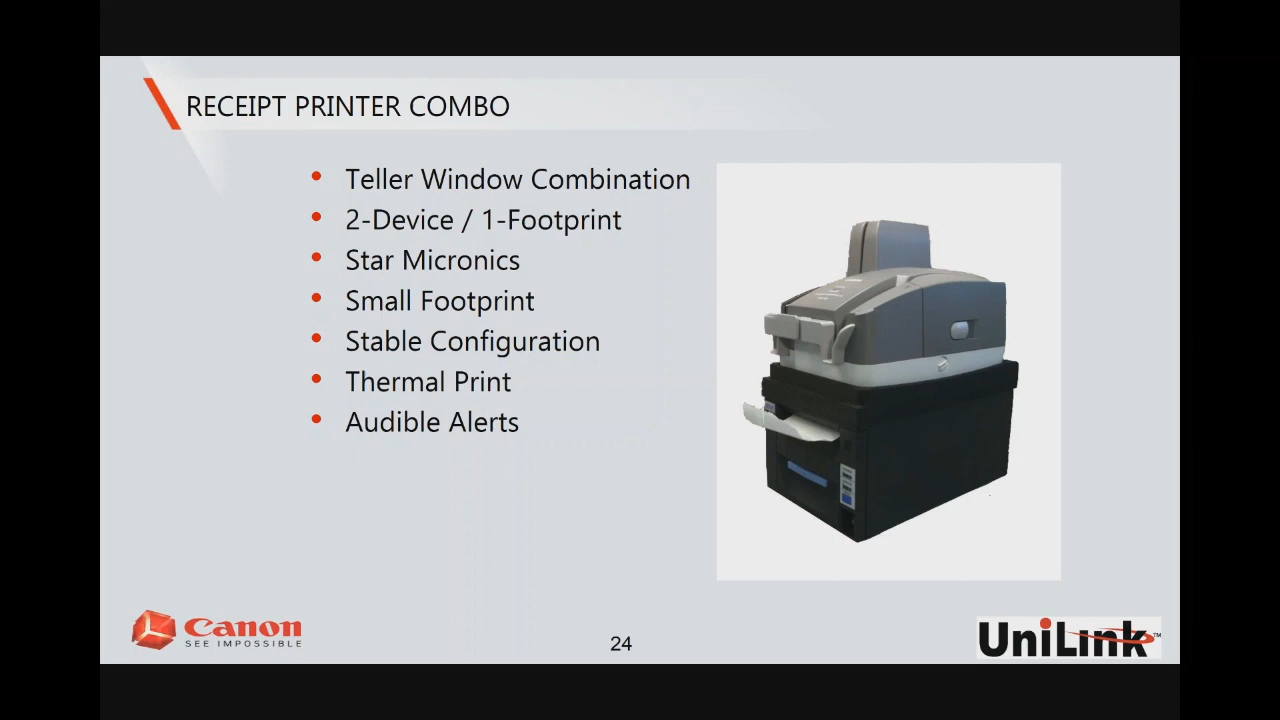 RECEIPT PRINTER COMBO
• Teller Window Combination
• 2-Device / 1-Footprint
• Star Micronics
• Small Footprint
• Stable Configuration
• Thermal Print
• Audible Alerts
Canon
SEE IMPOSSIBLE
24
UniLink™